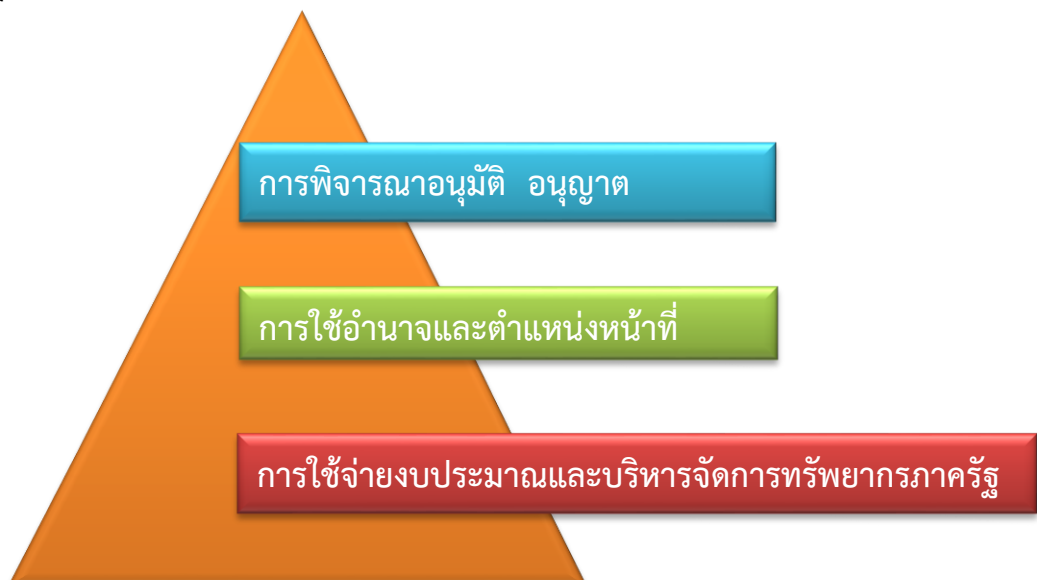 การพิจารณาอนุมัติ อนุญาต
การใช้อำนาจและตำแหน่งหน้าที่
การใช้จ่ายงบประมาณและบริหารจัดการทรัพยากรภาครัฐ